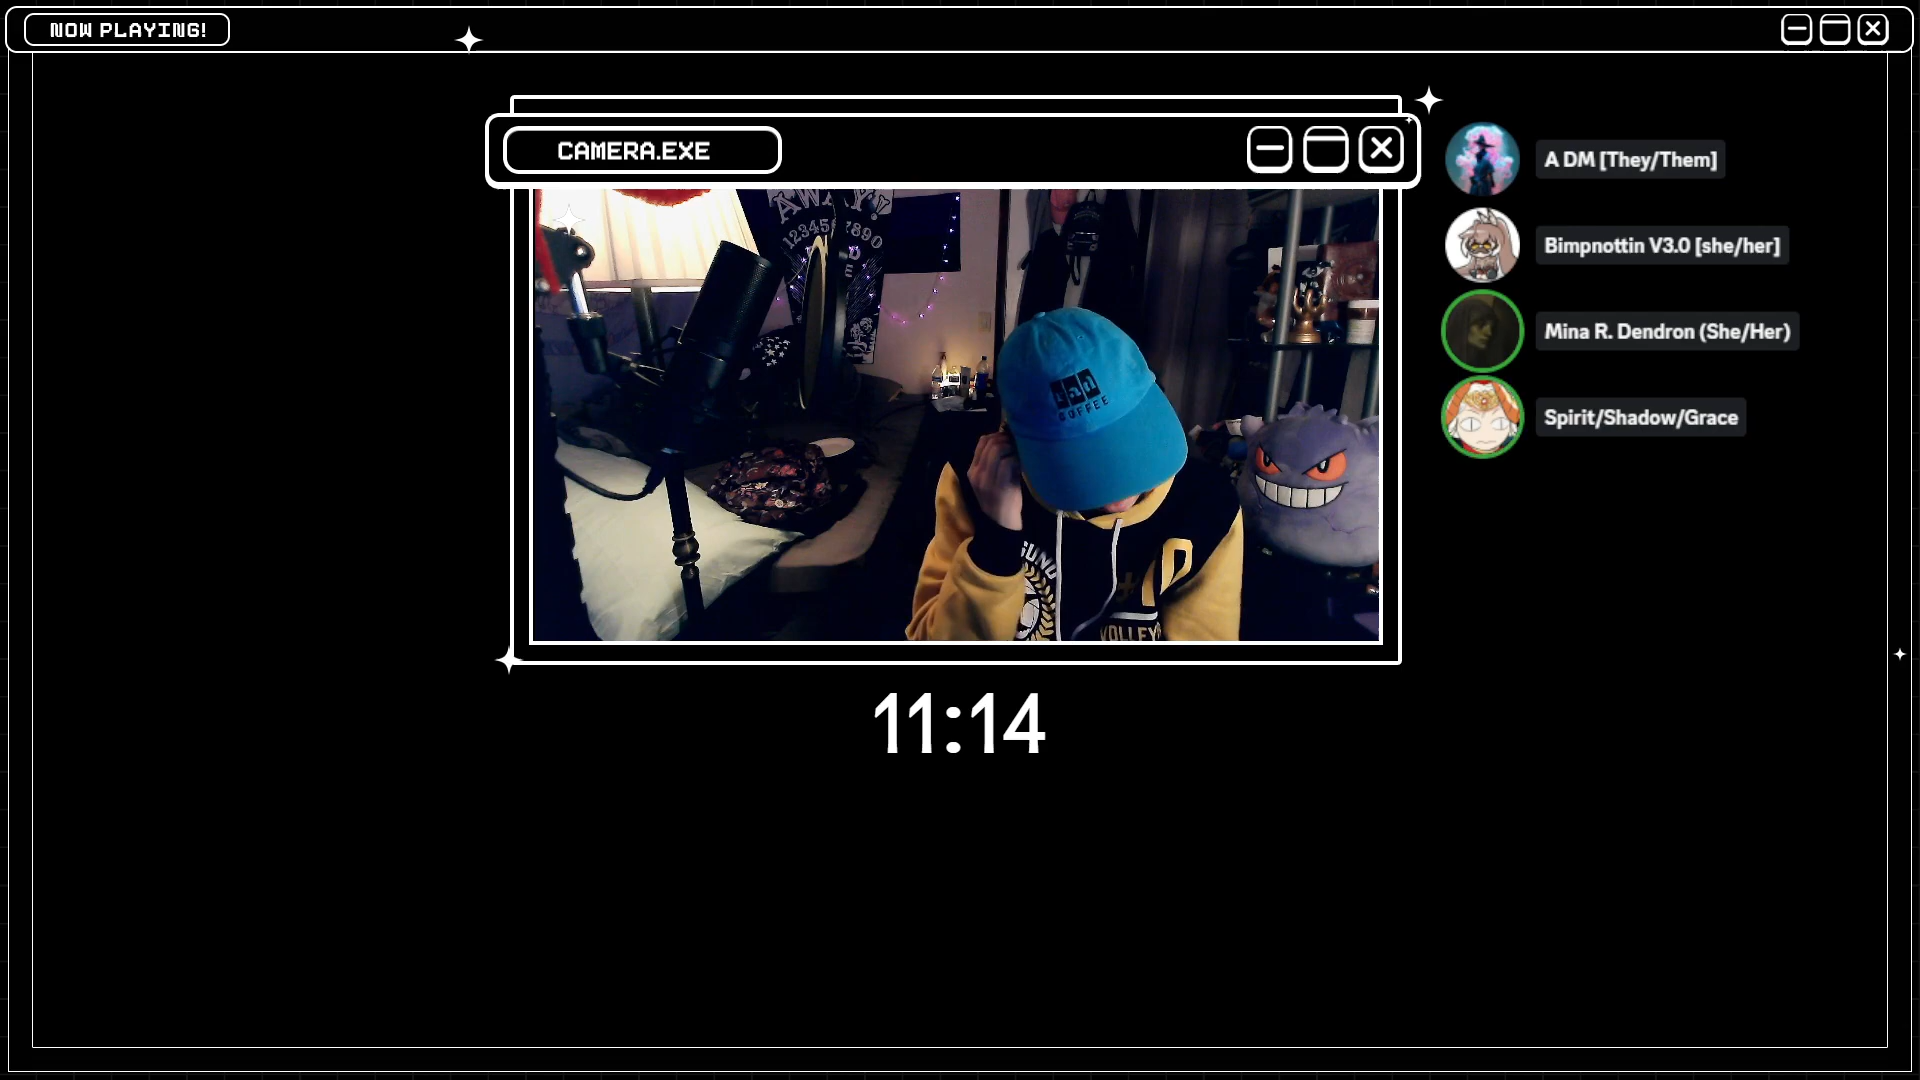 NOW PLAYING!
CAMERA.EXE
A DM [They/Them]
Bimpnottin V3.0 [she/her]
Mina R. Dendron (She/Her)
Spirit/Shadow/Grace
COFFEE
11:14